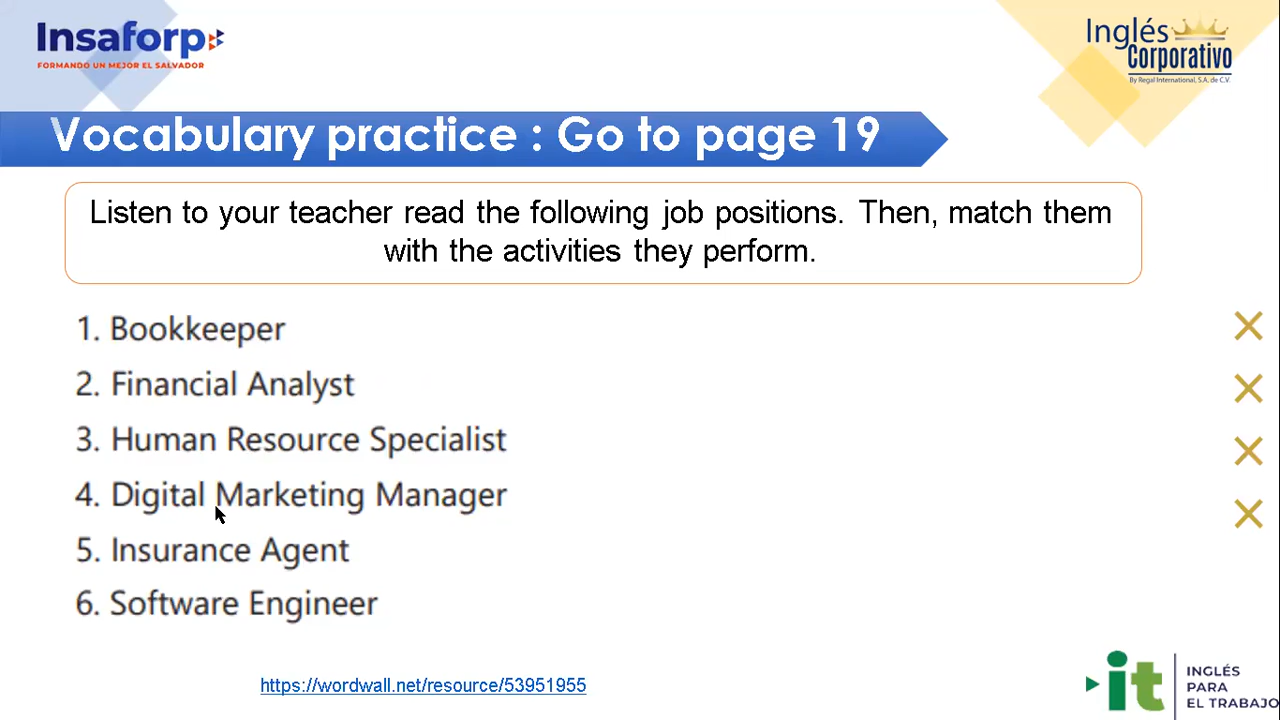 Insaforp
FORMANDO UN MEJOR EL SALVADOR
Inglés
Corporativo
By Regal International, S.A. de C.V.
Vocabulary practice : Go to page 19
Listen to your teacher read the following job positions. Then, match them
with the activities they perform.
1. Bookkeeper
2. Financial Analyst
3. Human Resource Specialist
4. Digital Marketing Manager
5. Insurance Agent
6. Software Engineer
https://wordwall.net/resource/53951955
it
INGLÉS
PARA
EL TRABAJO